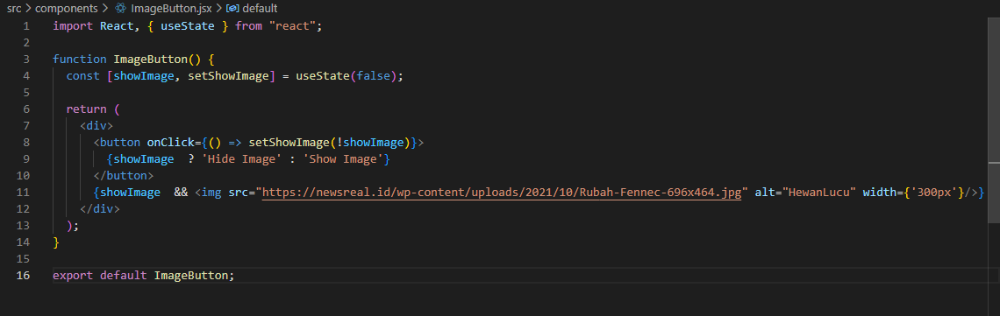 src > components > ImageButton.jsx > default
1 import React, { useState } from "react";
2
3 function ImageButton() {
4   const [showImage, setShowImage] = useState(false);
5
6   return (
7     <div>
8       <button onClick={() => setShowImage(!showImage)}>
9         {showImage  ? 'Hide Image' : 'Show Image'}
10       </button>
11       {showImage  && <img src="https://newsreal.id/wp-content/uploads/2021/10/Rubah-Fennec-696x464.jpg" alt="HewanLucu" width={'300px'}/>}
12     </div>
13   );
14 }
15
16 export default ImageButton;